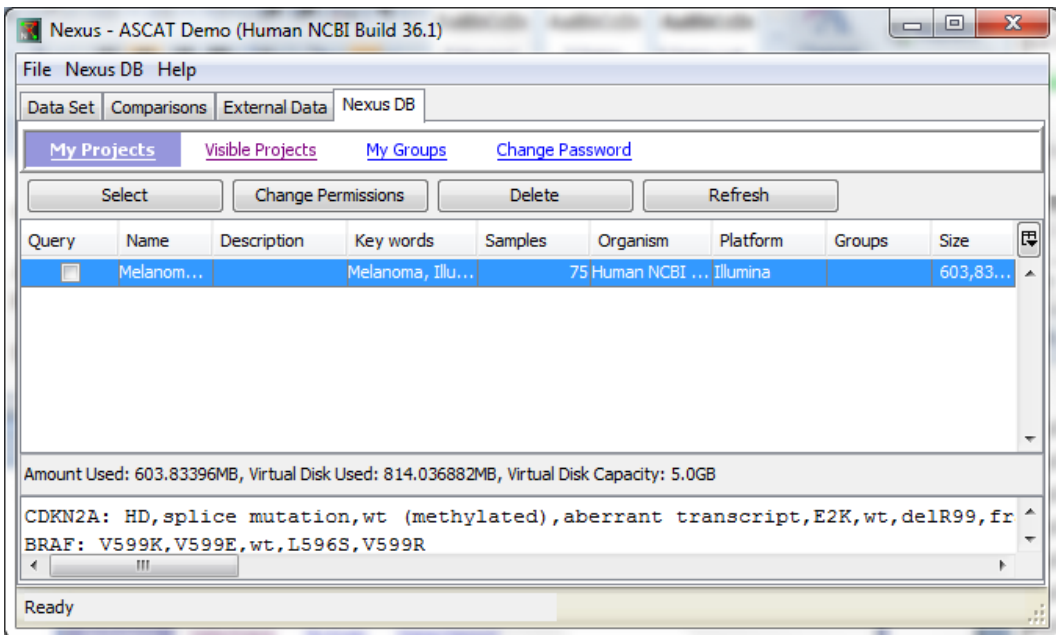 Nexus - ASCAT Demo (Human NCBI Build 36.1)
File Nexus DB Help
Data Set Comparisons External Data Nexus DB
My Projects Visible Projects My Groups Change Password
Select Change Permissions Delete Refresh
Query Name Description Key words Samples Organism Platform Groups Size
Melanom... Melanoma, Illu... 75 Human NCBI ... Illumina 603,83...
Amount Used: 603.83396MB, Virtual Disk Used: 814.036882MB, Virtual Disk Capacity: 5.0GB
CDKN2A: HD,splice mutation,wt (methylated),aberrant transcript,E2K,wt,delR99,fr
BRAF: V599K,V599E,wt,L596S,V599R
Ready